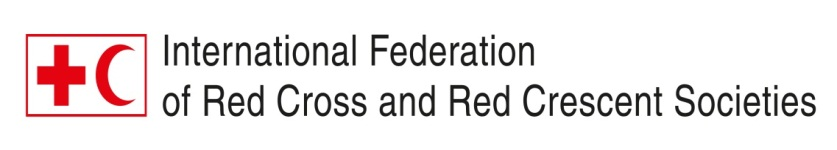 International Federation
of Red Cross and Red Crescent Societies